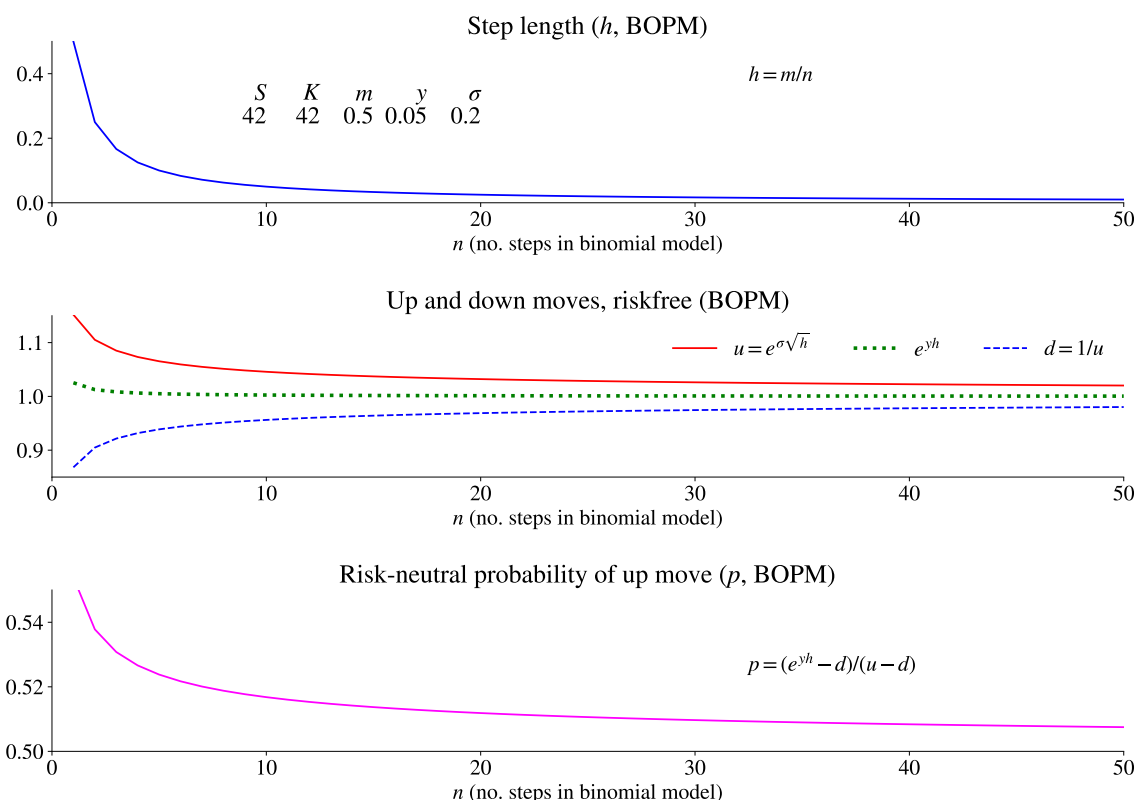 Step length (h, BOPM)
h = m/n
S K m y σ
42 42 0.5 0.05 0.2
0.4
0.2
0.0
0 10 20 30 40 50
n (no. steps in binomial model)
Up and down moves, riskfree (BOPM)
u = e^{σ√h} e^{yh} d = 1/u
1.1
1.0
0.9
0 10 20 30 40 50
n (no. steps in binomial model)
Risk-neutral probability of up move (p, BOPM)
0.54
p = (e^{yh} − d)/(u − d)
0.52
0.50
0 10 20 30 40 50
n (no. steps in binomial model)